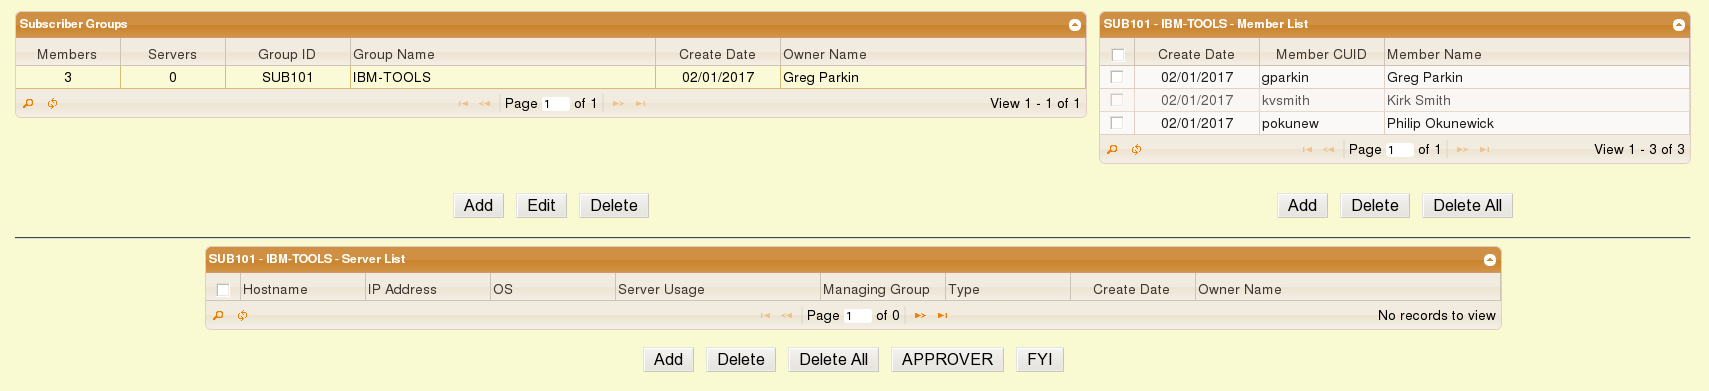 Subscriber Groups
Members Servers Group ID Group Name Create Date Owner Name
3 0 SUB101 IBM-TOOLS 02/01/2017 Greg Parkin
Page 1 of 1 View 1 - 1 of 1
Add Edit Delete
SUB101 - IBM-TOOLS - Member List
Create Date Member CUID Member Name
02/01/2017 gparkin Greg Parkin
02/01/2017 kvsmith Kirk Smith
02/01/2017 pokunew Philip Okunewick
Page 1 of 1 View 1 - 3 of 3
Add Delete Delete All
SUB101 - IBM-TOOLS - Server List
Hostname IP Address OS Server Usage Managing Group Type Create Date Owner Name
Page 1 of 0 No records to view
Add Delete Delete All APPROVER FYI